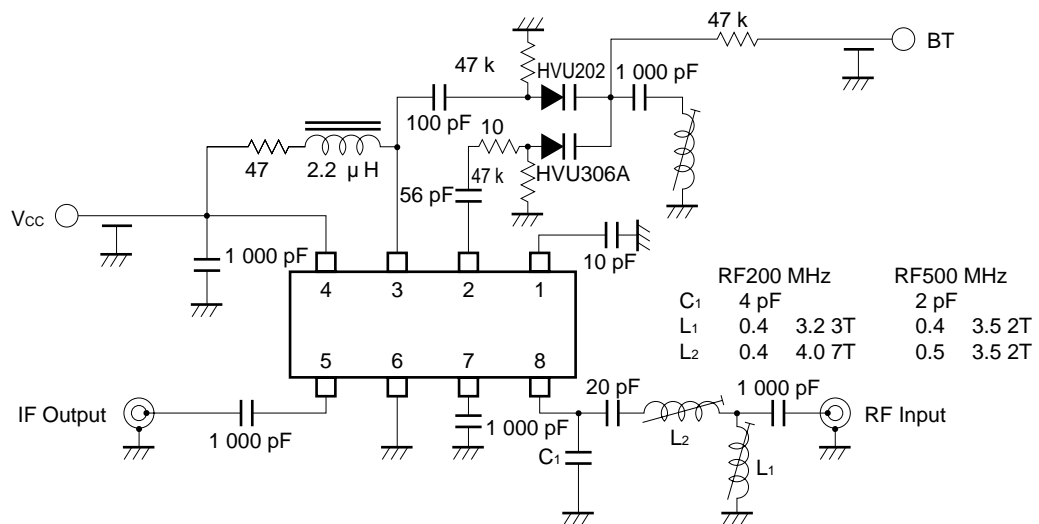 47 k
BT
47 k
HVU202
1 000 pF
100 pF
10
47
2.2 μ H
47 k
HVU306A
56 pF
Vcc
1 000 pF
10 pF
4 3 2 1
RF200 MHz RF500 MHz
C1 4 pF 2 pF
L1 0.4 3.2 3T 0.4 3.5 2T
L2 0.4 4.0 7T 0.5 3.5 2T
5 6 7 8
IF Output
1 000 pF
1 000 pF
20 pF
1 000 pF
RF Input
L2
C1
L1